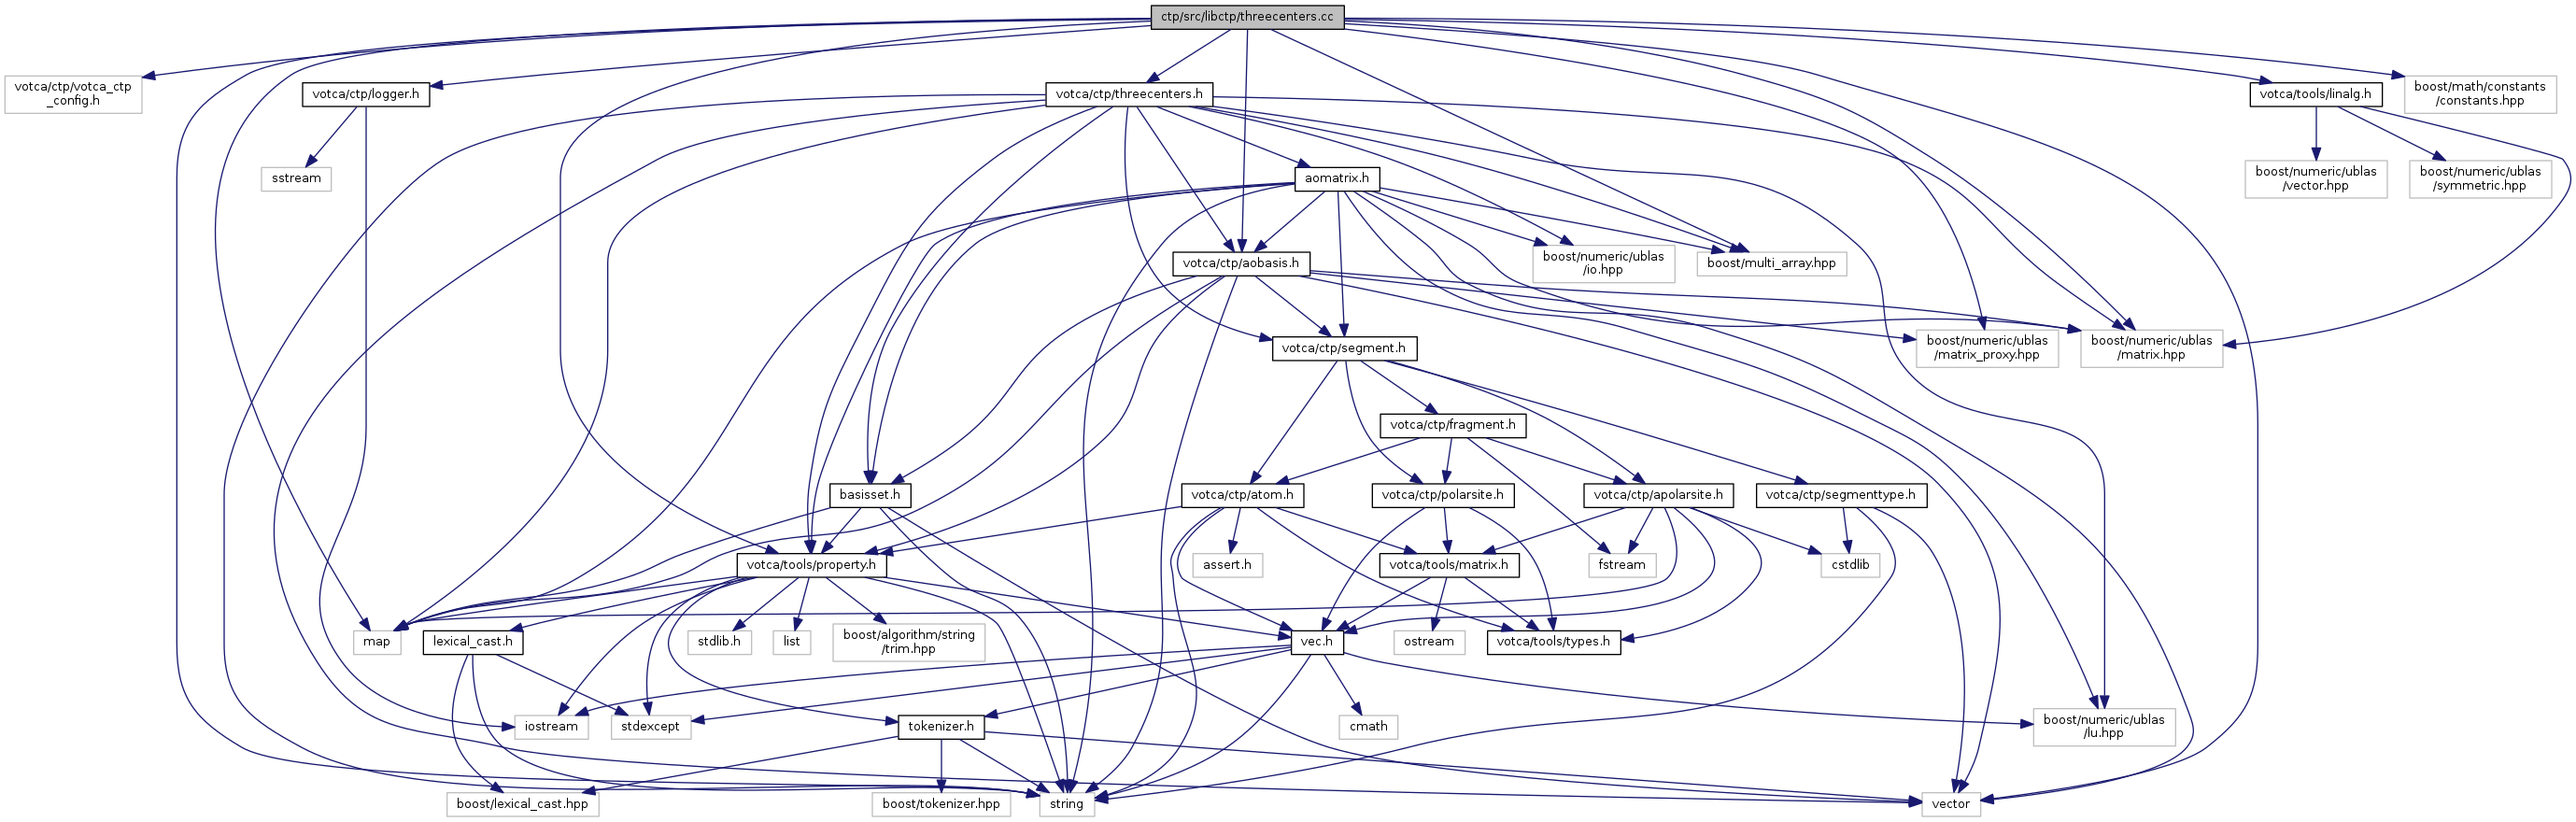 ctp/src/libctp/threecenters.cc
votca/ctp/votca_ctp
_config.h
votca/ctp/logger.h
votca/ctp/threecenters.h
votca/tools/linalg.h
boost/math/constants
/constants.hpp
sstream
aomatrix.h
boost/numeric/ublas
/vector.hpp
boost/numeric/ublas
/symmetric.hpp
votca/ctp/aobasis.h
boost/numeric/ublas
/io.hpp
boost/multi_array.hpp
votca/ctp/segment.h
boost/numeric/ublas
/matrix_proxy.hpp
boost/numeric/ublas
/matrix.hpp
votca/ctp/fragment.h
basisset.h
votca/ctp/atom.h
votca/ctp/polarsite.h
votca/ctp/apolarsite.h
votca/ctp/segmenttype.h
votca/tools/property.h
assert.h
votca/tools/matrix.h
fstream
cstdlib
map
lexical_cast.h
stdlib.h
list
boost/algorithm/string
/trim.hpp
vec.h
ostream
votca/tools/types.h
iostream
stdexcept
tokenizer.h
cmath
boost/numeric/ublas
/lu.hpp
boost/lexical_cast.hpp
boost/tokenizer.hpp
string
vector